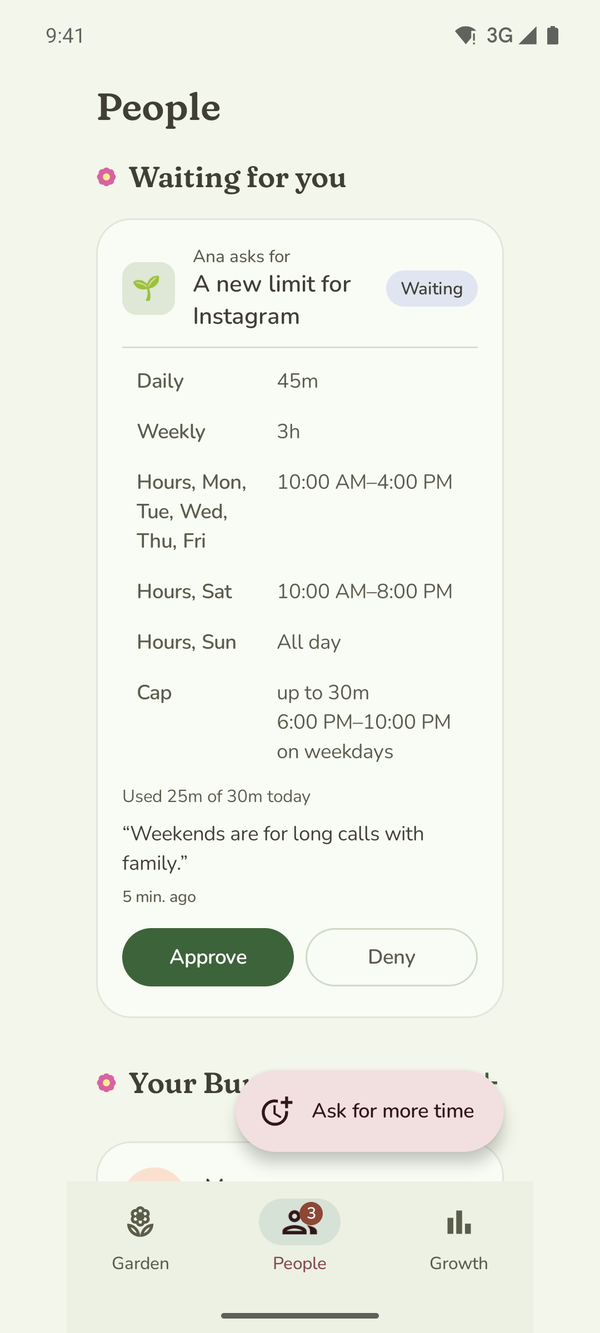 9:41
3G
People
Waiting for you
Ana asks for
A new limit for
Instagram
Waiting
Daily
45m
Weekly
3h
Hours, Mon,
Tue, Wed,
Thu, Fri
10:00 AM–4:00 PM
Hours, Sat
10:00 AM–8:00 PM
Hours, Sun
All day
Cap
up to 30m
6:00 PM–10:00 PM
on weekdays
Used 25m of 30m today
“Weekends are for long calls with
family.”
5 min. ago
Approve
Deny
Your
Ask for more time
3
Garden
People
Growth